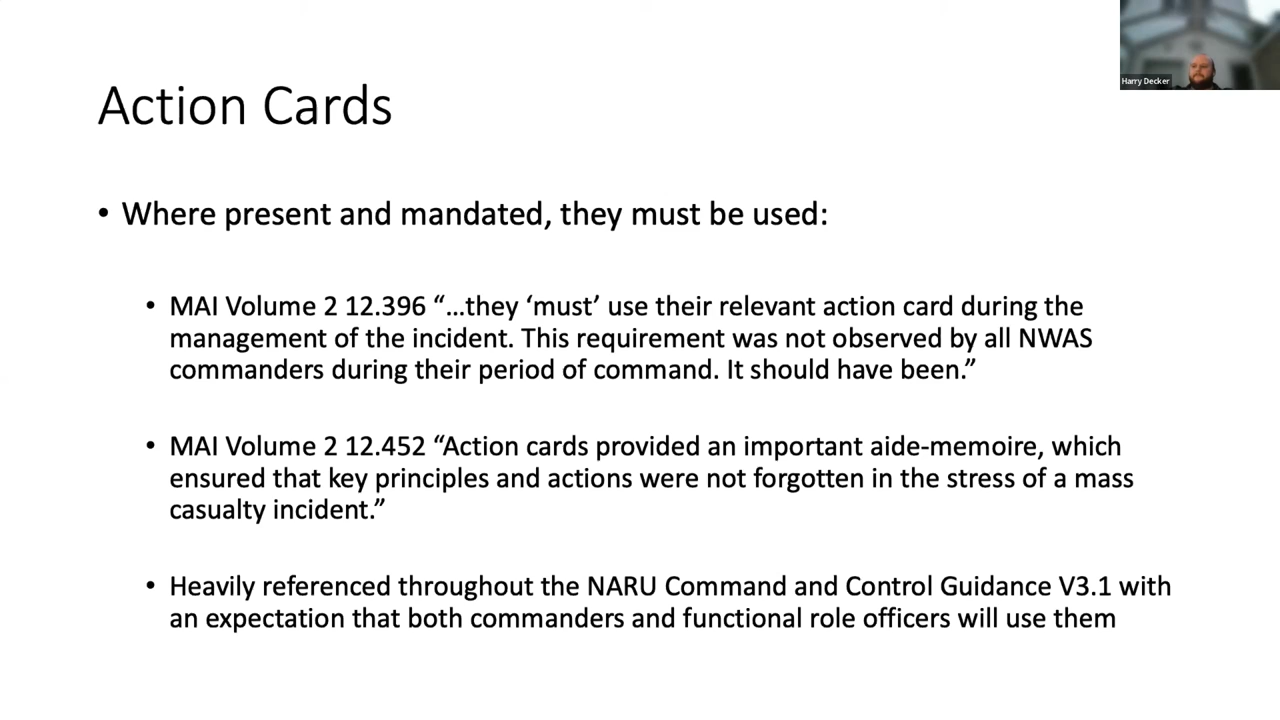 Harry Decker
Action Cards
• Where present and mandated, they must be used:
• MAI Volume 2 12.396 “…they ‘must’ use their relevant action card during the
management of the incident. This requirement was not observed by all NWAS
commanders during their period of command. It should have been.”
• MAI Volume 2 12.452 “Action cards provided an important aide-memoire, which
ensured that key principles and actions were not forgotten in the stress of a mass
casualty incident.”
• Heavily referenced throughout the NARU Command and Control Guidance V3.1 with
an expectation that both commanders and functional role officers will use them